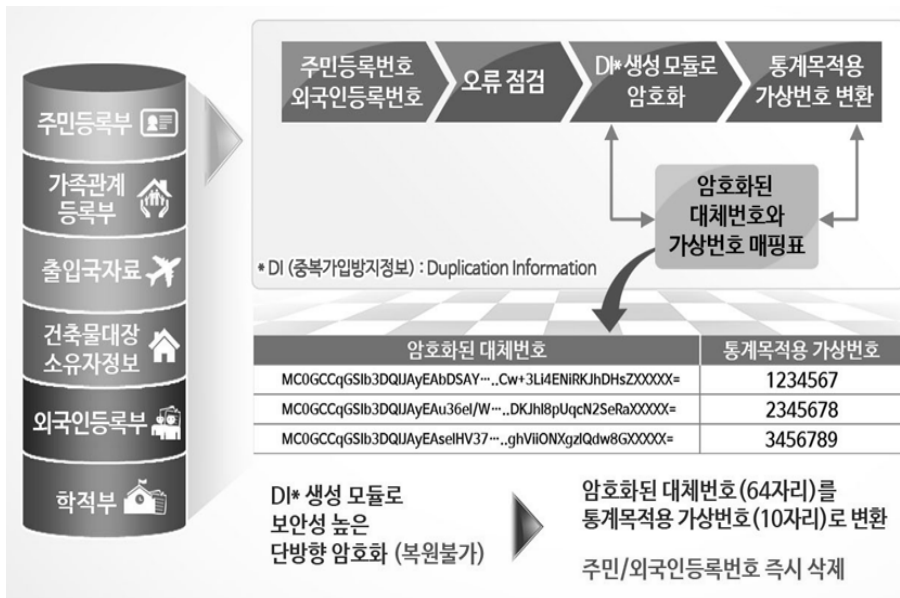 주민등록번호
외국인등록번호
오류 점검
DI* 생성 모듈로
암호화
통계목적용
가상번호 변환
암호화된
대체번호와
가상번호 매핑표
* DI (중복가입방지정보) : Duplication Information
주민등록부
가족관계
등록부
출입국자료
건축물대장
소유자정보
외국인등록부
학적부
암호화된 대체번호
통계목적용 가상번호
MC0GCCqGSIb3DQIJAyEAbDSAY…..Cw+3Li4ENiRKJhDHsZXXXXX=
1234567
MC0GCCqGSIb3DQIJAyEAu36eI/W…..DKJhI8pUqcN2SeRaXXXXX=
2345678
MC0GCCqGSIb3DQIJAyEAseIHV37…..ghViiONXgzIQdw8GXXXXX=
3456789
DI* 생성 모듈로
보안성 높은
단방향 암호화 (복원불가)
암호화된 대체번호(64자리)를
통계목적용 가상번호(10자리)로 변환
주민/외국인등록번호 즉시 삭제